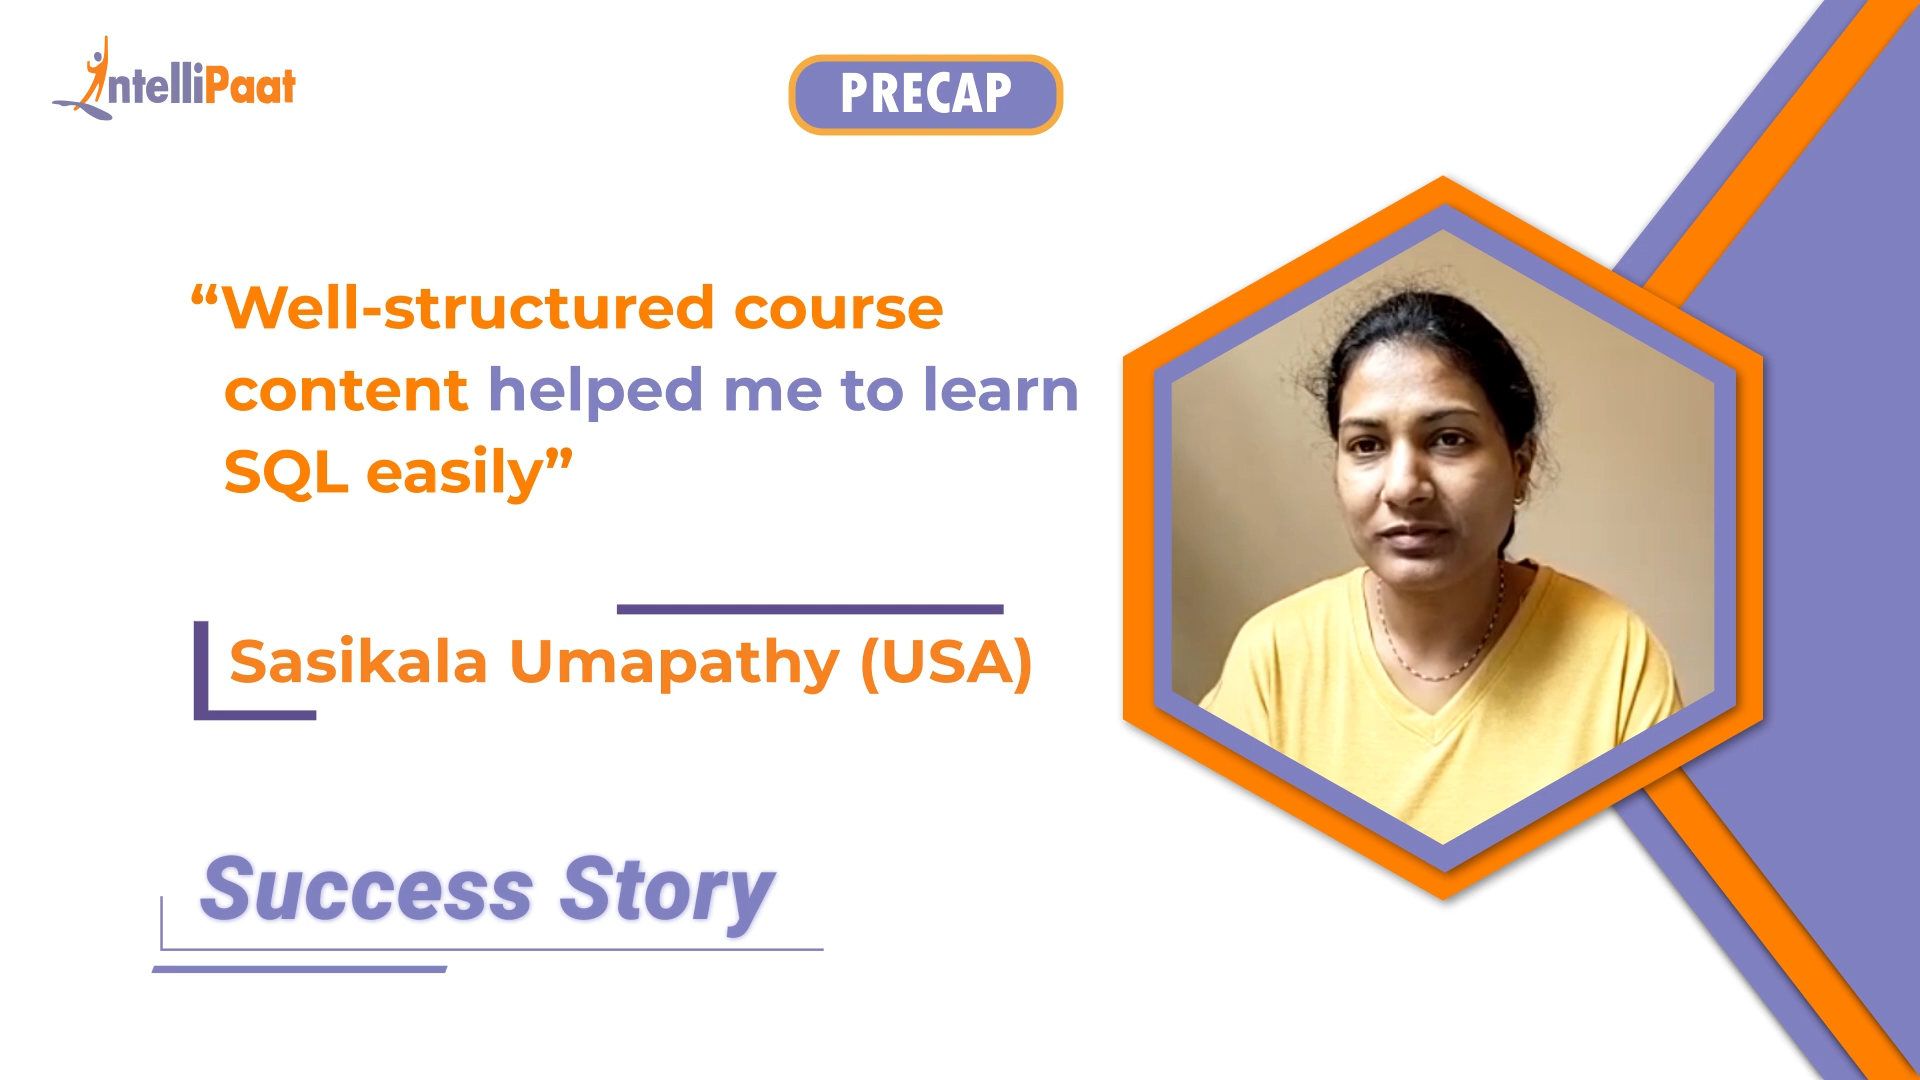 IntelliPaat
PRECAP
“Well-structured course
content helped me to learn
SQL easily”
Sasikala Umapathy (USA)
Success Story